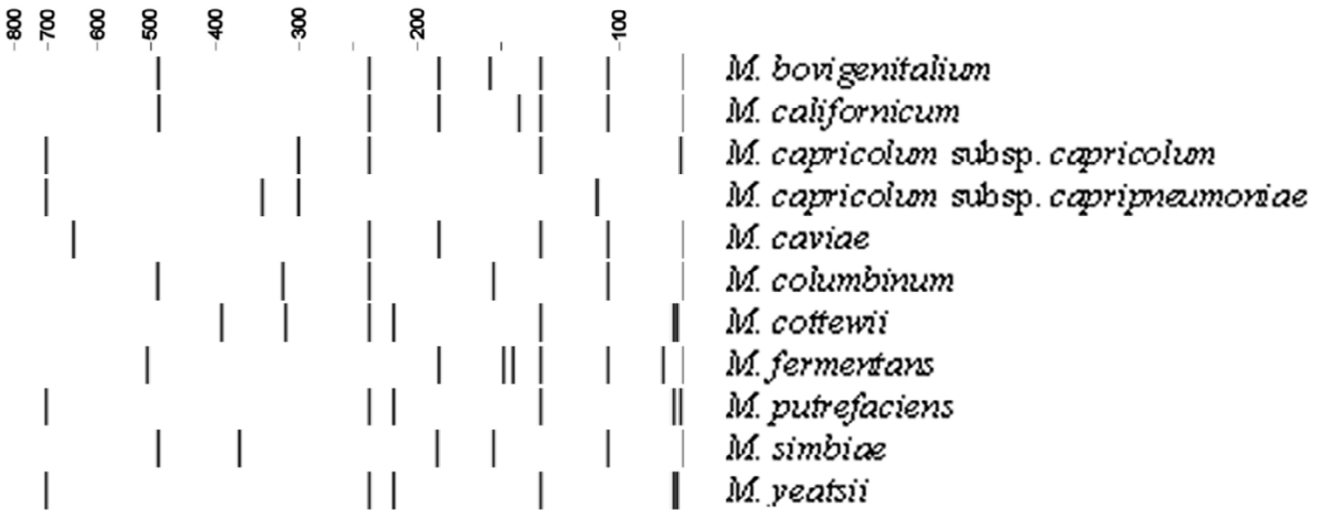 800 700 600 500 400 300 200 100
M. bovigenitalium
M. californicum
M. capricolum subsp. capricolum
M. capricolum subsp. capripneumoniae
M. caviae
M. columbinum
M. cottewii
M. fermentans
M. putrefaciens
M. simbiae
M. yeatsii